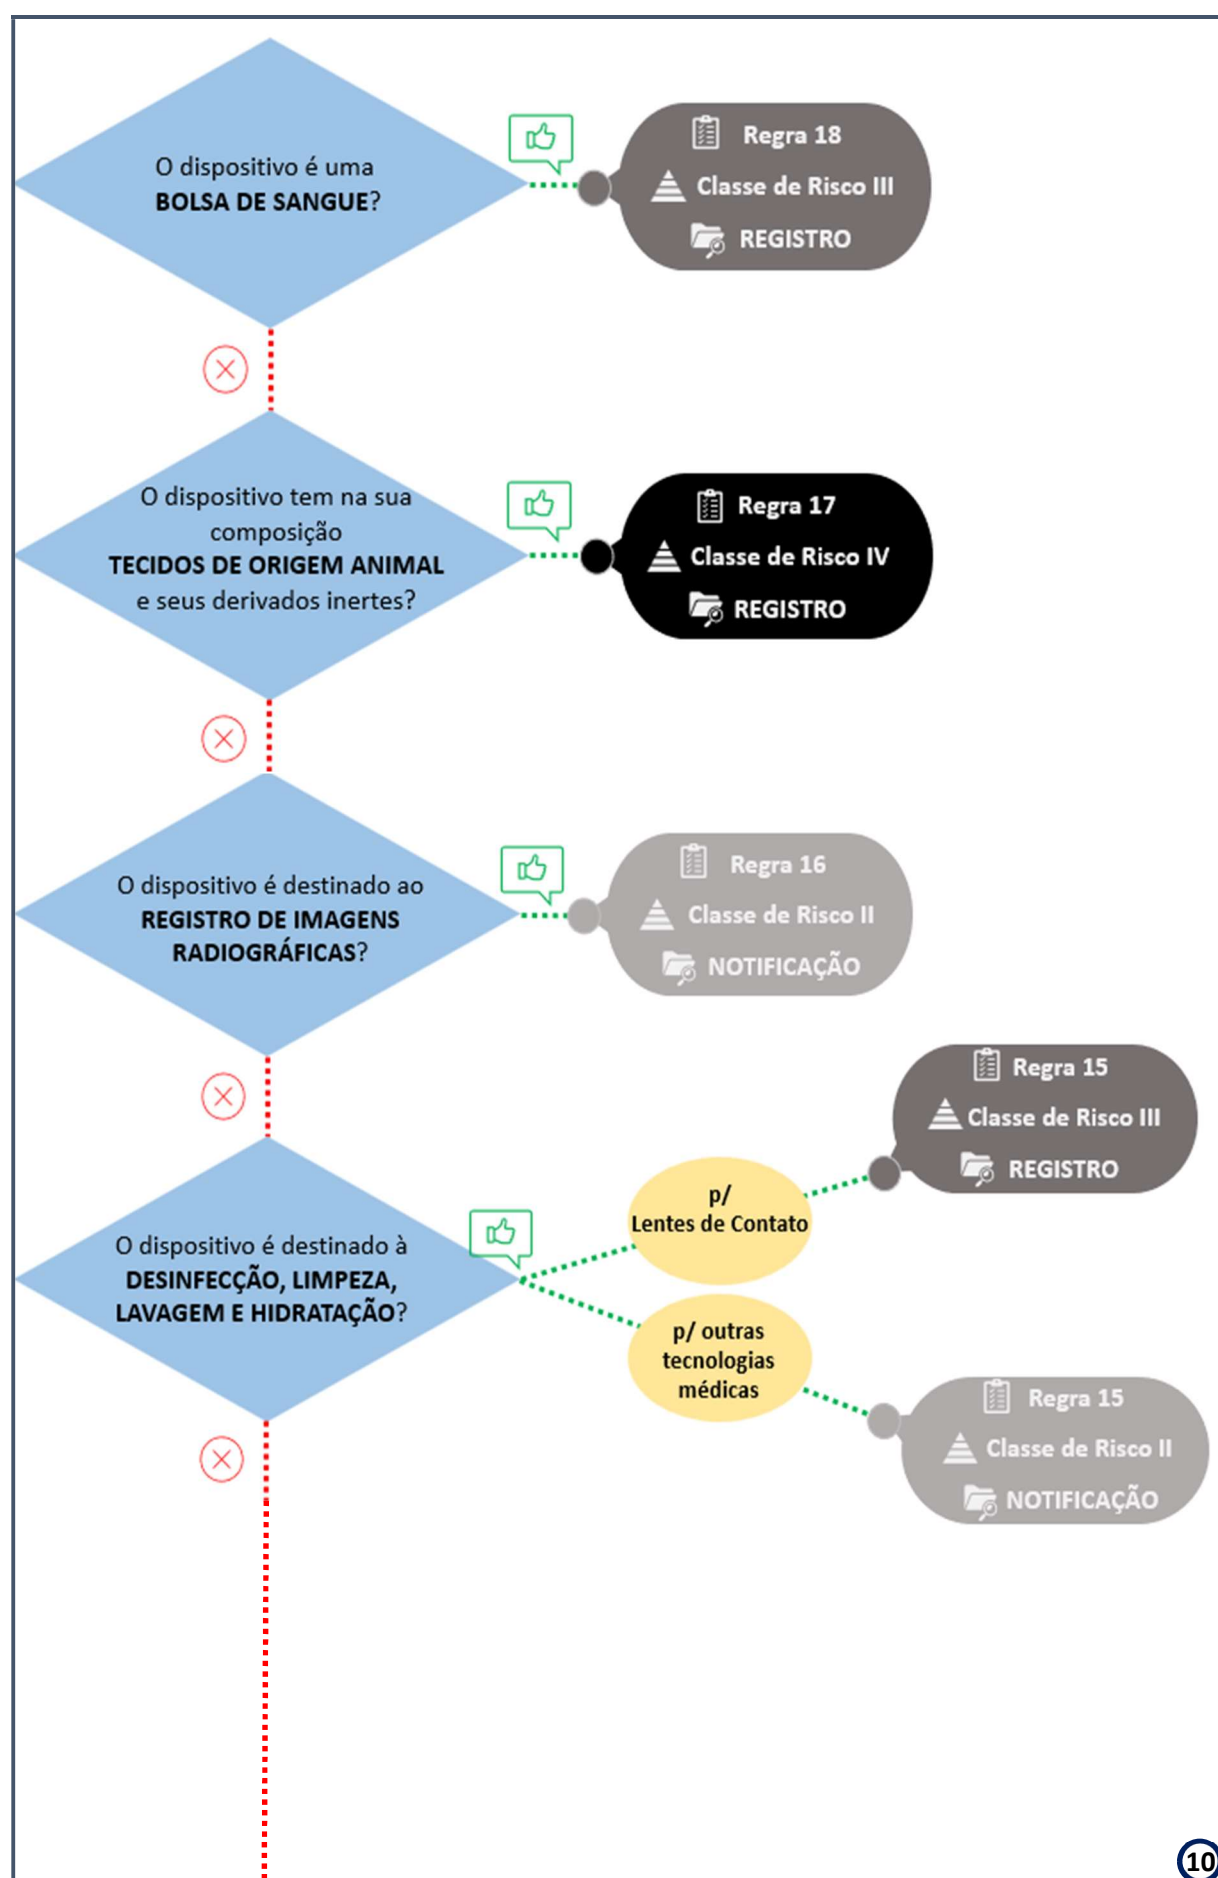 O dispositivo é uma
BOLSA DE SANGUE?
Regra 18
Classe de Risco III
REGISTRO
O dispositivo tem na sua
composição
TECIDOS DE ORIGEM ANIMAL
e seus derivados inertes?
Regra 17
Classe de Risco IV
REGISTRO
O dispositivo é destinado ao
REGISTRO DE IMAGENS
RADIOGRÁFICAS?
Regra 16
Classe de Risco II
NOTIFICAÇÃO
O dispositivo é destinado à
DESINFECÇÃO, LIMPEZA,
LAVAGEM E HIDRATAÇÃO?
p/
Lentes de Contato
Regra 15
Classe de Risco III
REGISTRO
p/ outras
tecnologias
médicas
Regra 15
Classe de Risco II
NOTIFICAÇÃO
10